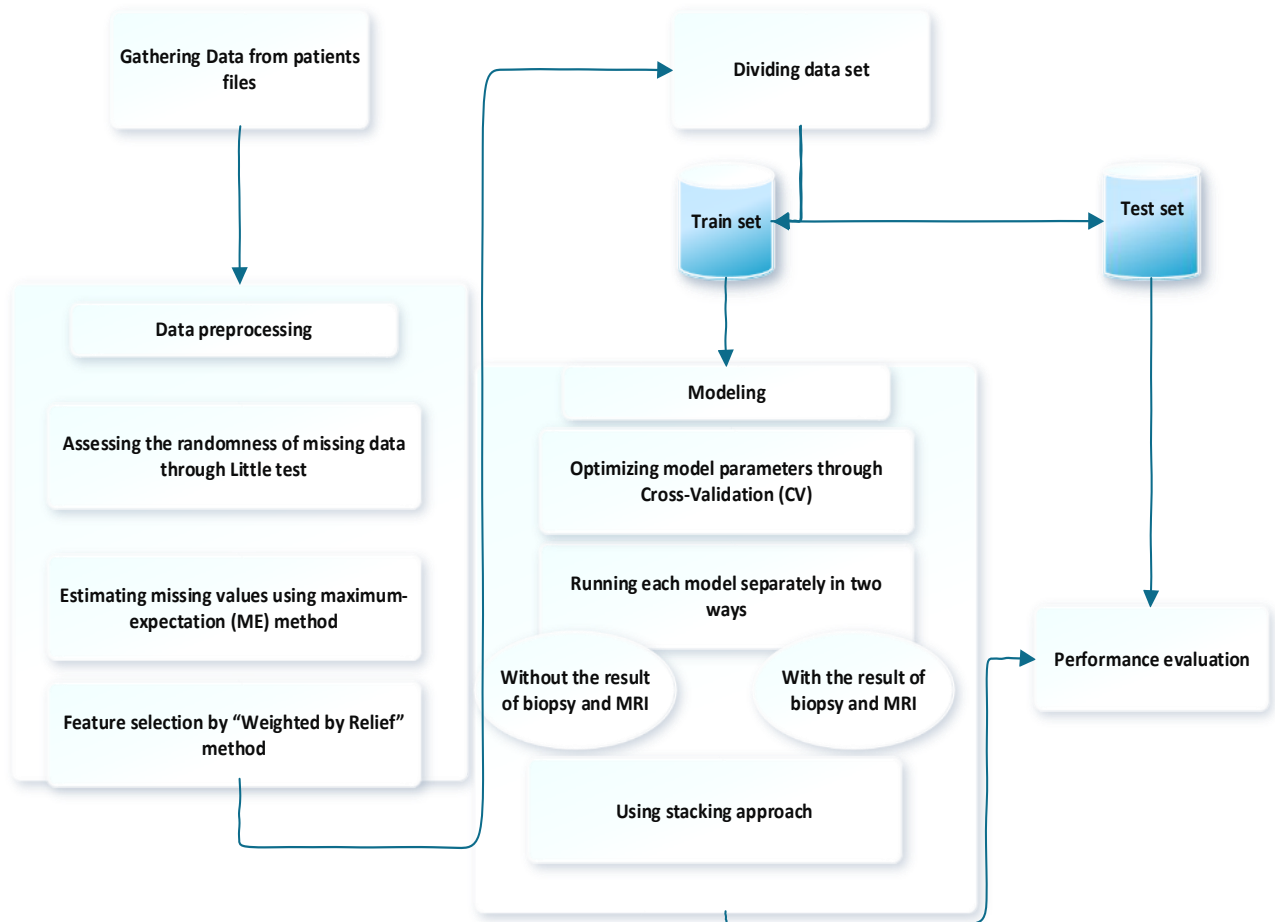 Gathering Data from patients
files
Data preprocessing
Assessing the randomness of missing data
through Little test
Estimating missing values using maximum-
expectation (ME) method
Feature selection by “Weighted by Relief”
method
Dividing data set
Train set
Test set
Modeling
Optimizing model parameters through
Cross-Validation (CV)
Running each model separately in two
ways
Without the result
of biopsy and MRI
With the result of
biopsy and MRI
Using stacking approach
Performance evaluation